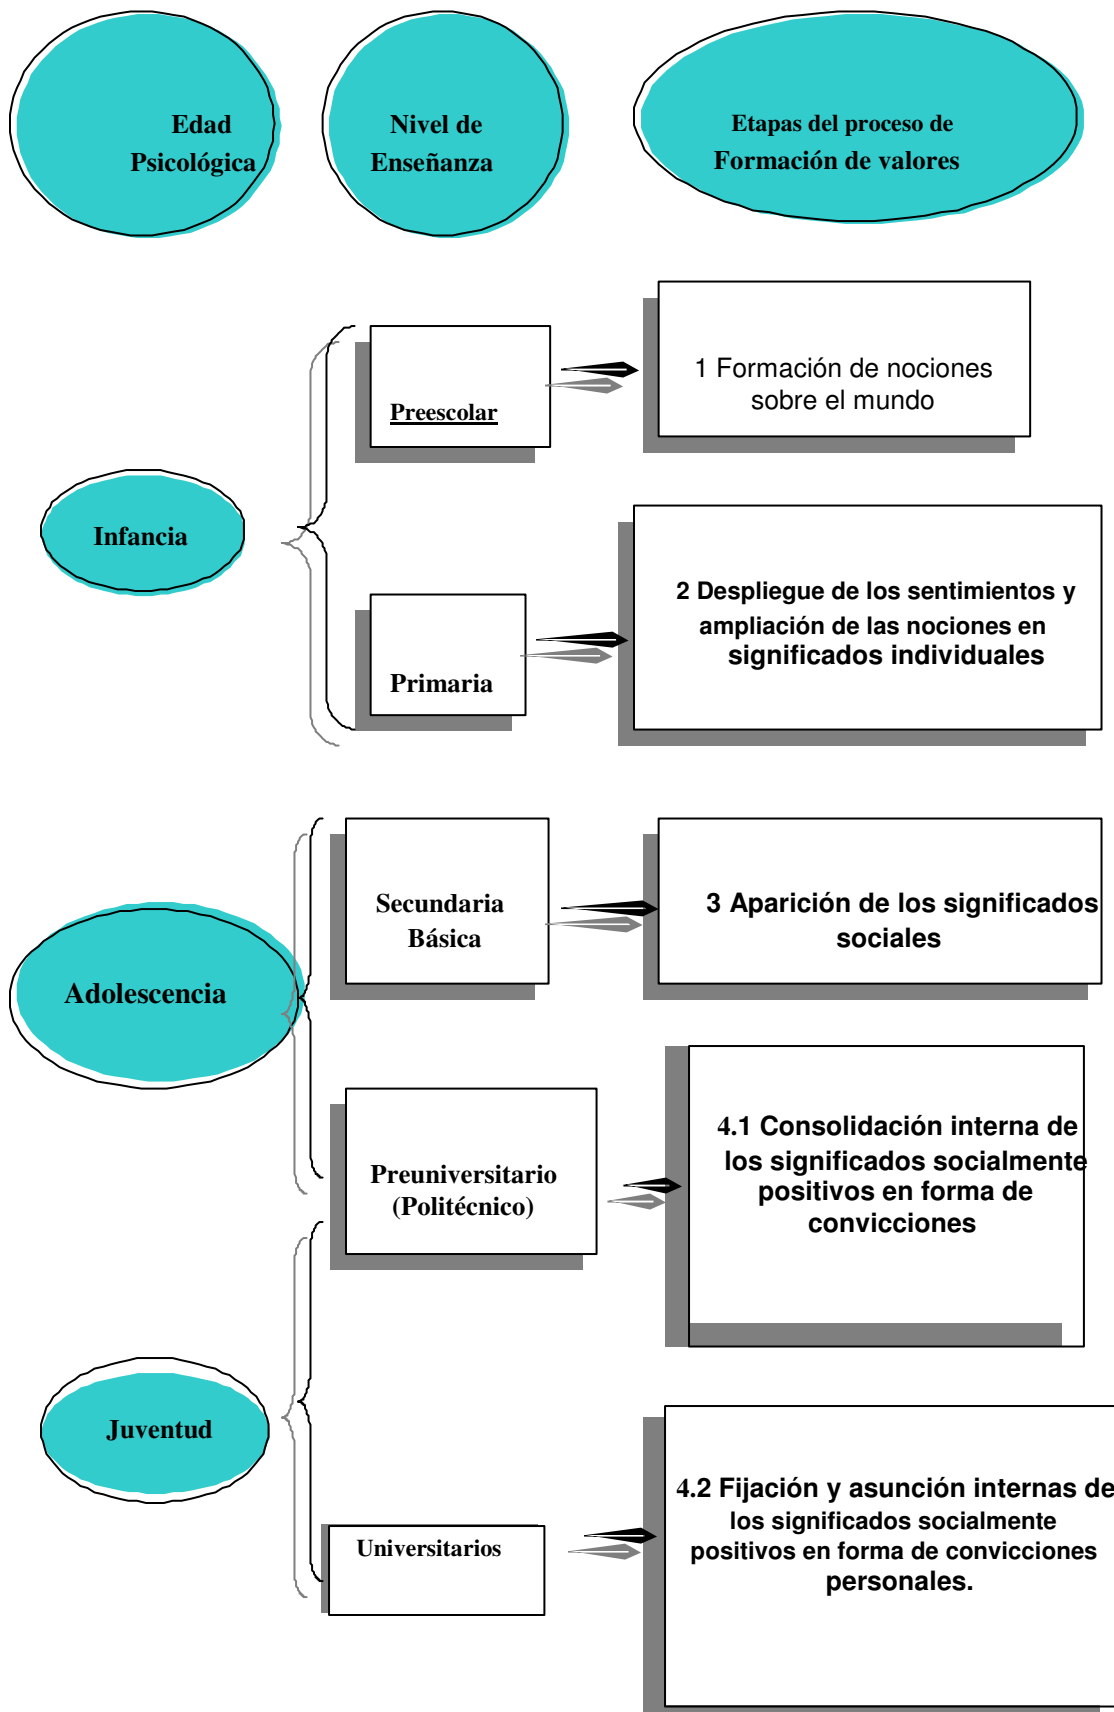 Edad
Psicológica
Nivel de
Enseñanza
Etapas del proceso de
Formación de valores
Preescolar
1 Formación de nociones
sobre el mundo
Infancia
Primaria
2 Despliegue de los sentimientos y
ampliación de las nociones en
significados individuales
Adolescencia
Secundaria
Básica
3 Aparición de los significados
sociales
Preuniversitario
(Politécnico)
4.1 Consolidación interna de
los significados socialmente
positivos en forma de
convicciones
Juventud
Universitarios
4.2 Fijación y asunción internas de
los significados socialmente
positivos en forma de convicciones
personales.